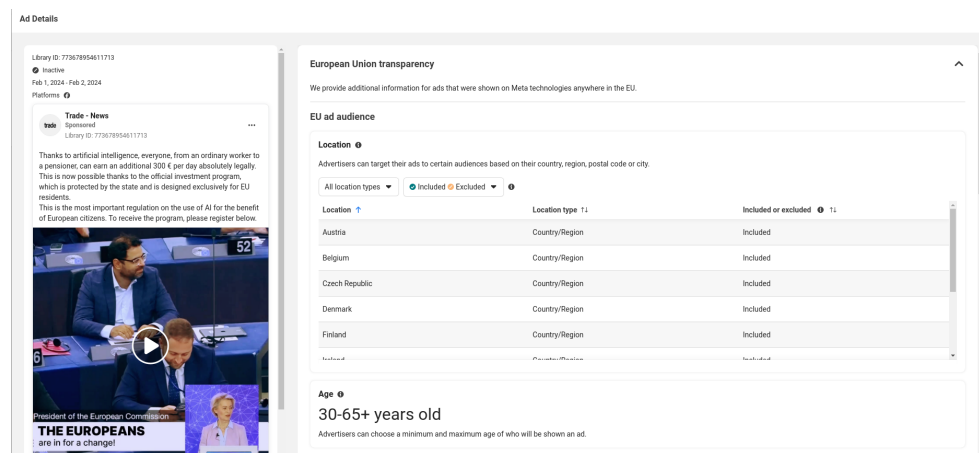 Ad Details
Library ID: 773678954611713
Inactive
Feb 1, 2024 - Feb 2, 2024
Platforms
trade
Trade - News
Sponsored
Library ID: 773678954611713
Thanks to artificial intelligence, everyone, from an ordinary worker to
a pensioner, can earn an additional 300 € per day absolutely legally.
This is now possible thanks to the official investment program,
which is protected by the state and is designed exclusively for EU
residents.
This is the most important regulation on the use of AI for the benefit
of European citizens. To receive the program, please register below.
52
6
President of the European Commission
THE EUROPEANS
are in for a change!
European Union transparency
We provide additional information for ads that were shown on Meta technologies anywhere in the EU.
EU ad audience
Location
Advertisers can target their ads to certain audiences based on their country, region, postal code or city.
All location types Included Excluded
Location Location type Included or excluded
Austria Country/Region Included
Belgium Country/Region Included
Czech Republic Country/Region Included
Denmark Country/Region Included
Finland Country/Region Included
Ireland Country/Region Included
Age
30-65+ years old
Advertisers can choose a minimum and maximum age of who will be shown an ad.